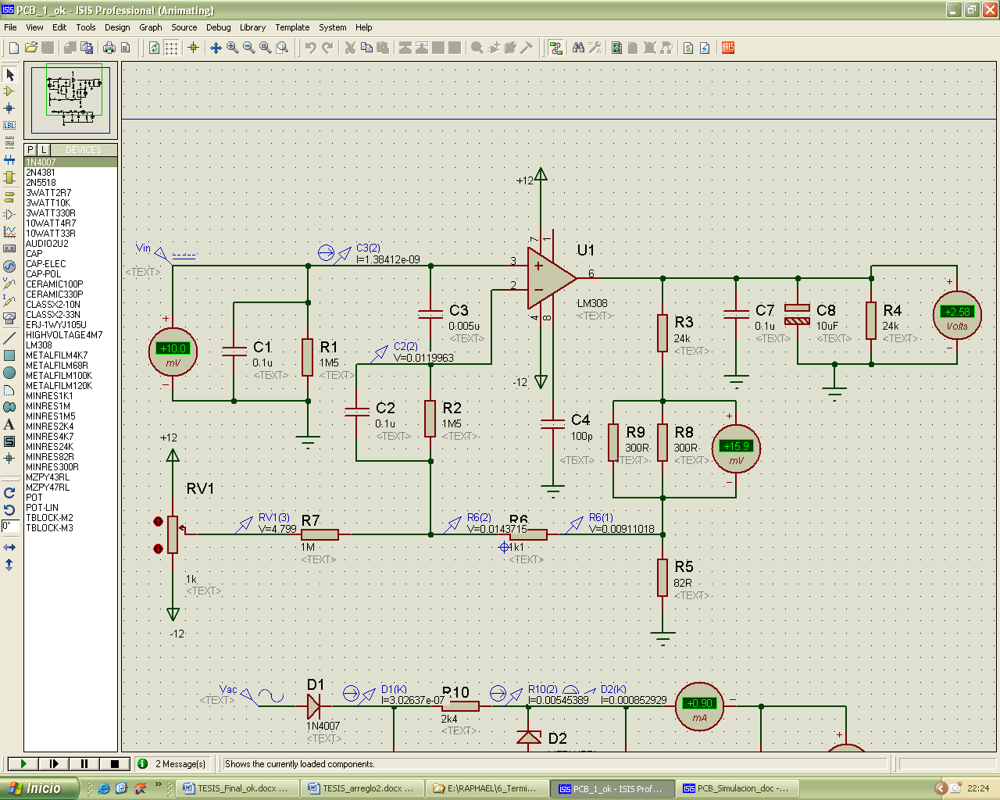 PCB_1_ok - ISIS Professional (Animating)
File View Edit Tools Design Graph Source Debug Library Template System Help
LBL
ARES
P L DEVICES
1N4007
2N4381
2N5518
3WATT2R7
3WATT10K
3WATT330R
10WATT4R7
10WATT33R
AUDIO2U2
CAP
CAP-ELEC
CAP-POL
CERAMIC100P
CERAMIC330P
CLASSX2-10N
CLASSX2-33N
ERJ-1WYJ105U
HIGHVOLTAGE4M7
LM308
METALFILM4K7
METALFILM68R
METALFILM100K
METALFILM120K
MINRES1K1
MINRES1M
MINRES1M5
MINRES2K4
MINRES4K7
MINRES24K
MINRES82R
MINRES300R
MZPY43RL
MZPY47RL
POT
POT-LIN
TBLOCK-M2
TBLOCK-M3
0°
+12
Vin
<TEXT>
C3(2)
I=1.38412e-09
7 1
3
2
6
4 8
U1
LM308
<TEXT>
+10.0
mV
C1
0.1u
<TEXT>
R1
1M5
<TEXT>
C3
0.005u
<TEXT>
C2(2)
V=0.0119963
-12
R3
24k
<TEXT>
C7
0.1u
<TEXT>
C8
10uF
<TEXT>
R4
24k
<TEXT>
+2.58
Volts
C2
0.1u
<TEXT>
R2
1M5
<TEXT>
C4
100p
<TEXT>
R9
300R
<TEXT>
R8
300R
<TEXT>
+15.9
mV
+12
RV1
1k
<TEXT>
-12
RV1(3)
V=4.799
R7
1M
<TEXT>
R6(2)
V=0.0143715
R6
1k1
<TEXT>
R6(1)
V=0.00911018
R5
82R
<TEXT>
Vac
<TEXT>
D1
1N4007
<TEXT>
D1(K)
I=3.02637e-07
R10
2k4
<TEXT>
R10(2)
I=0.00545389
D2(K)
I=0.000852929
+0.90
mA
D2
2 Message(s)
Shows the currently loaded components.
Inicio
TESIS_Final_ok.docx ...
TESIS_arreglo2.docx ...
E:\RAPHAEL\6_Termi...
PCB_1_ok - ISIS Prof...
PCB_Simulacion_doc -...
22:24